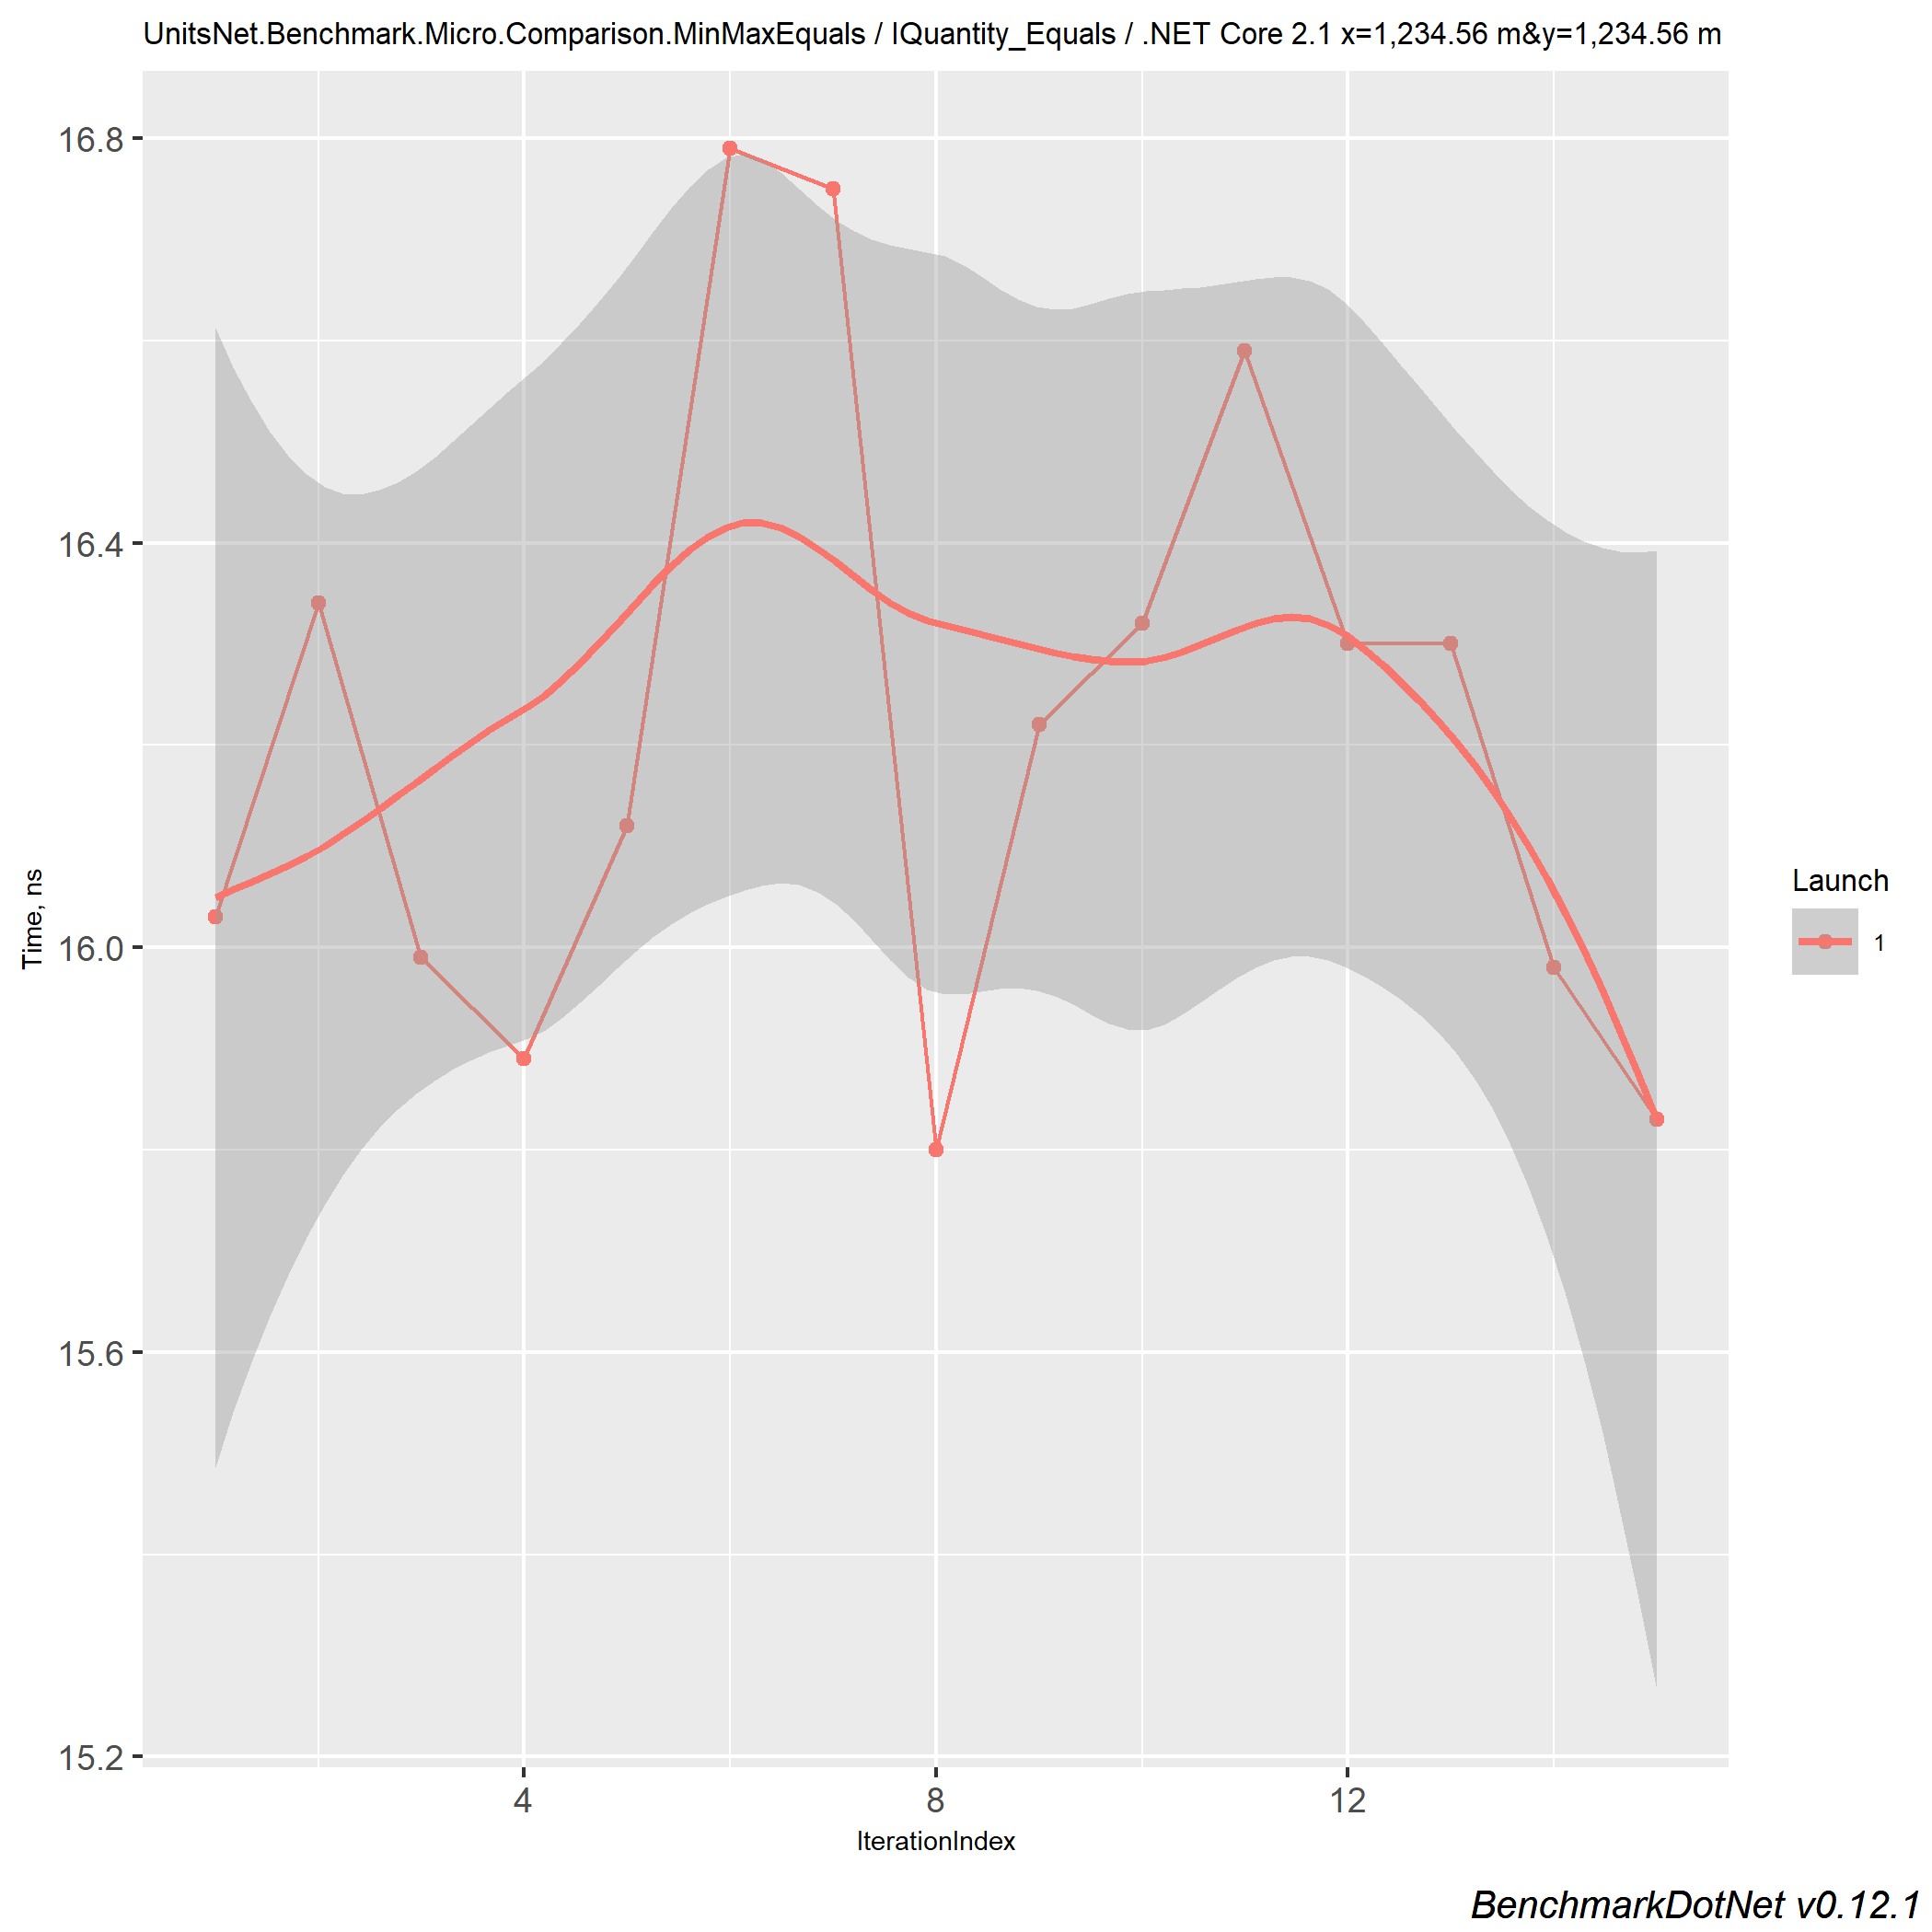 UnitsNet.Benchmark.Micro.Comparison.MinMaxEquals / IQuantity_Equals / .NET Core 2.1 x=1,234.56 m&y=1,234.56 m
16.8
16.4
16.0
15.6
15.2
Time, ns
4 8 12
IterationIndex
Launch
1
BenchmarkDotNet v0.12.1